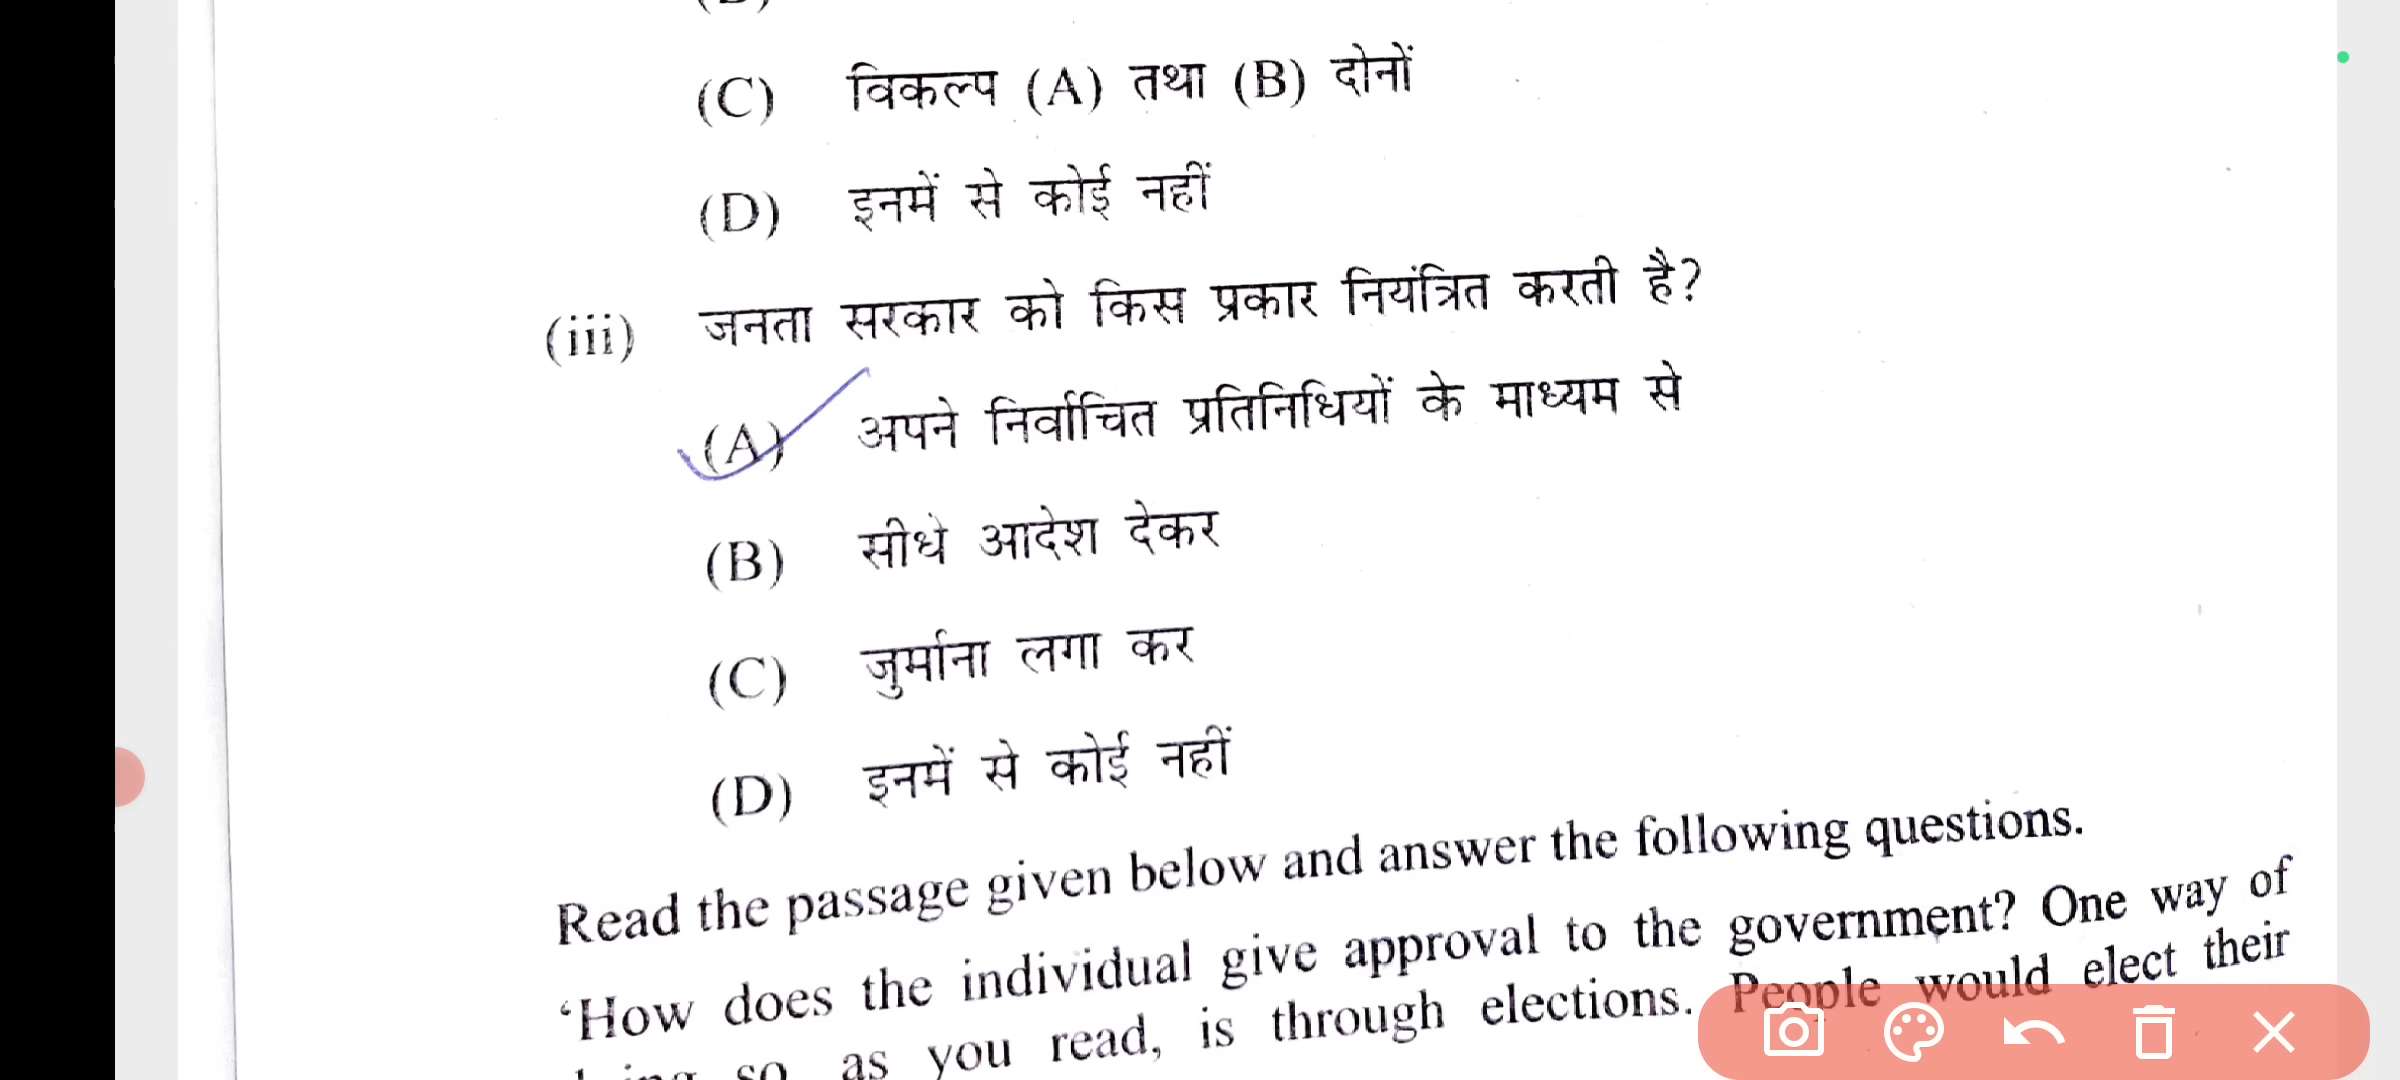 (C) विकल्प (A) तथा (B) दोनों
(D) इनमें से कोई नहीं
(iii) जनता सरकार को किस प्रकार नियंत्रित करती है?
(A) अपने निर्वाचित प्रतिनिधियों के माध्यम से
(B) सीधे आदेश देकर
(C) जुर्माना लगा कर
(D) इनमें से कोई नहीं
Read the passage given below and answer the following questions.
‘How does the individual give approval to the government? One way of
so, as you read, is through elections. People would elect their